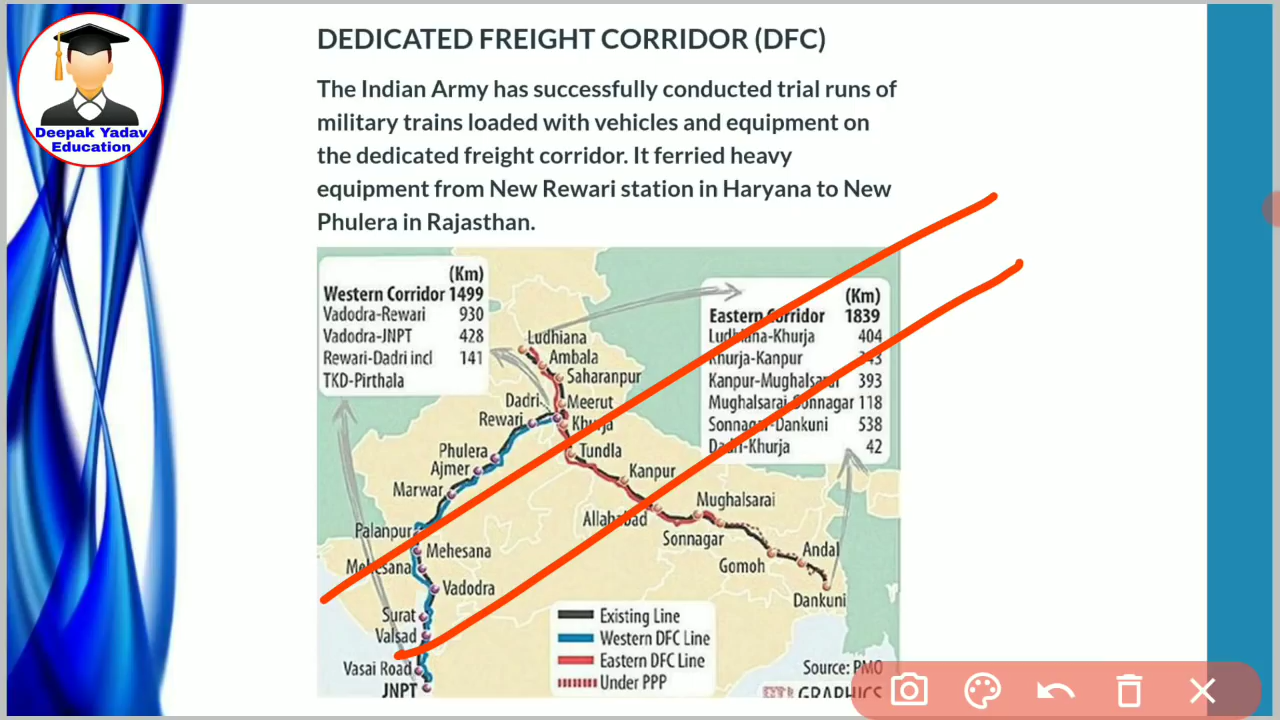 Deepak Yadav
Education
DEDICATED FREIGHT CORRIDOR (DFC)
The Indian Army has successfully conducted trial runs of
military trains loaded with vehicles and equipment on
the dedicated freight corridor. It ferried heavy
equipment from New Rewari station in Haryana to New
Phulera in Rajasthan.
(Km)
Western Corridor 1499
Vadodra-Rewari 930
Vadodra-JNPT 428
Rewari-Dadri incl 141
TKD-Pirthala
(Km)
Eastern Corridor 1839
Ludhiana-Khurja 404
Khurja-Kanpur
Kanpur-Mughalsarai 393
Mughalsarai-Sonnagar 118
Sonnagar-Dankuni 538
Dadri-Khurja 42
Ludhiana
Ambala
Saharanpur
Dadri
Meerut
Rewari
Khurja
Phulera
Tundla
Ajmer
Kanpur
Marwar
Mughalsarai
Allahabad
Palanpur
Sonnagar
Mehesana
Andal
Mehesana
Gomoh
Vadodra
Dankuni
Surat
Valsad
Vasai Road
JNPT
Existing Line
Western DFC Line
Eastern DFC Line
Under PPP
Source: PMO
GRAPHICS